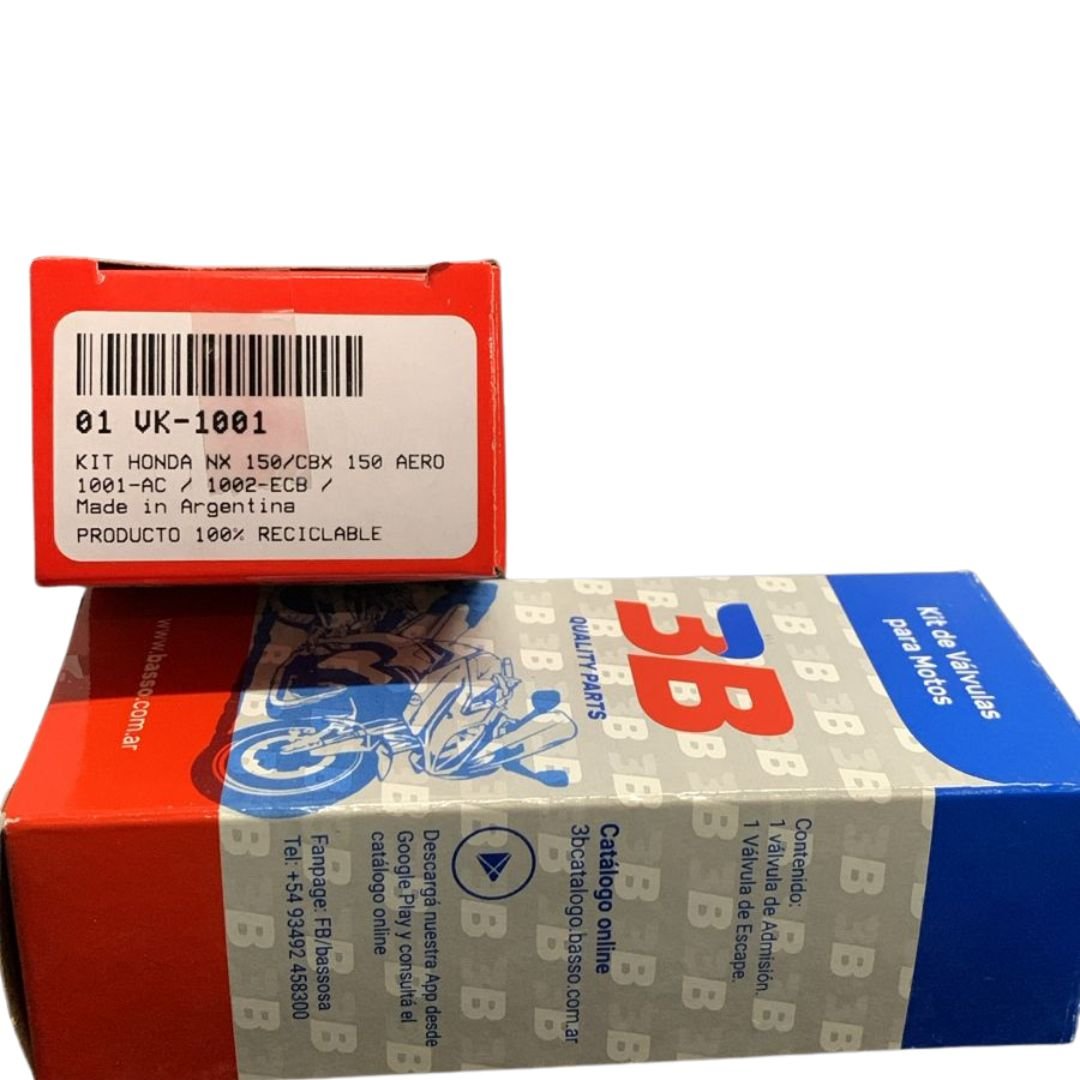 01 VK-1001
KIT HONDA NX 150/CBX 150 AERO
1001-AC / 1002-ECB /
Made in Argentina
PRODUCTO 100% RECICLABLE
Kit de Válvulas
para Motos
3B
QUALITYPARTS
www.basso.com.ar
Contenido:
1 válvula de Admisión.
1 Válvula de Escape.
Catálogo online
3bcatalogo.basso.com.ar
Descargá nuestra App desde
Google Play y consultá el
catálogo online
Fanpage: FB/bassosa
Tel: +54 93492 458300